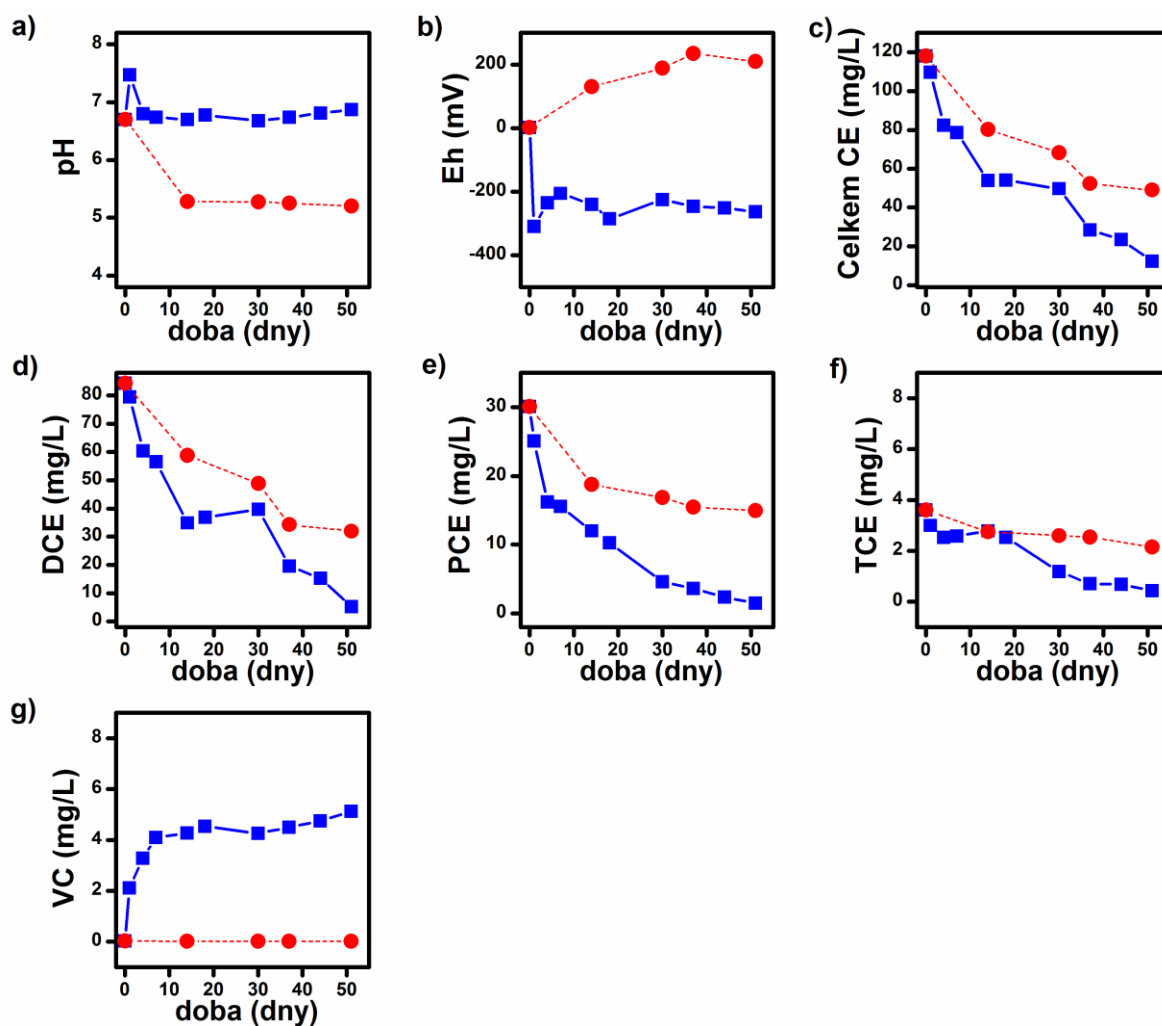 a)
pH
8
7
6
5
4
0 10 20 30 40 50
doba (dny)
b)
Eh (mV)
200
0
-200
-400
0 10 20 30 40 50
doba (dny)
c)
Celkem CE (mg/L)
120
100
80
60
40
20
0
0 10 20 30 40 50
doba (dny)
d)
DCE (mg/L)
80
70
60
50
40
30
20
10
0
0 10 20 30 40 50
doba (dny)
e)
PCE (mg/L)
30
20
10
0
0 10 20 30 40 50
doba (dny)
f)
TCE (mg/L)
8
6
4
2
0
0 10 20 30 40 50
doba (dny)
g)
VC (mg/L)
8
6
4
2
0
0 10 20 30 40 50
doba (dny)